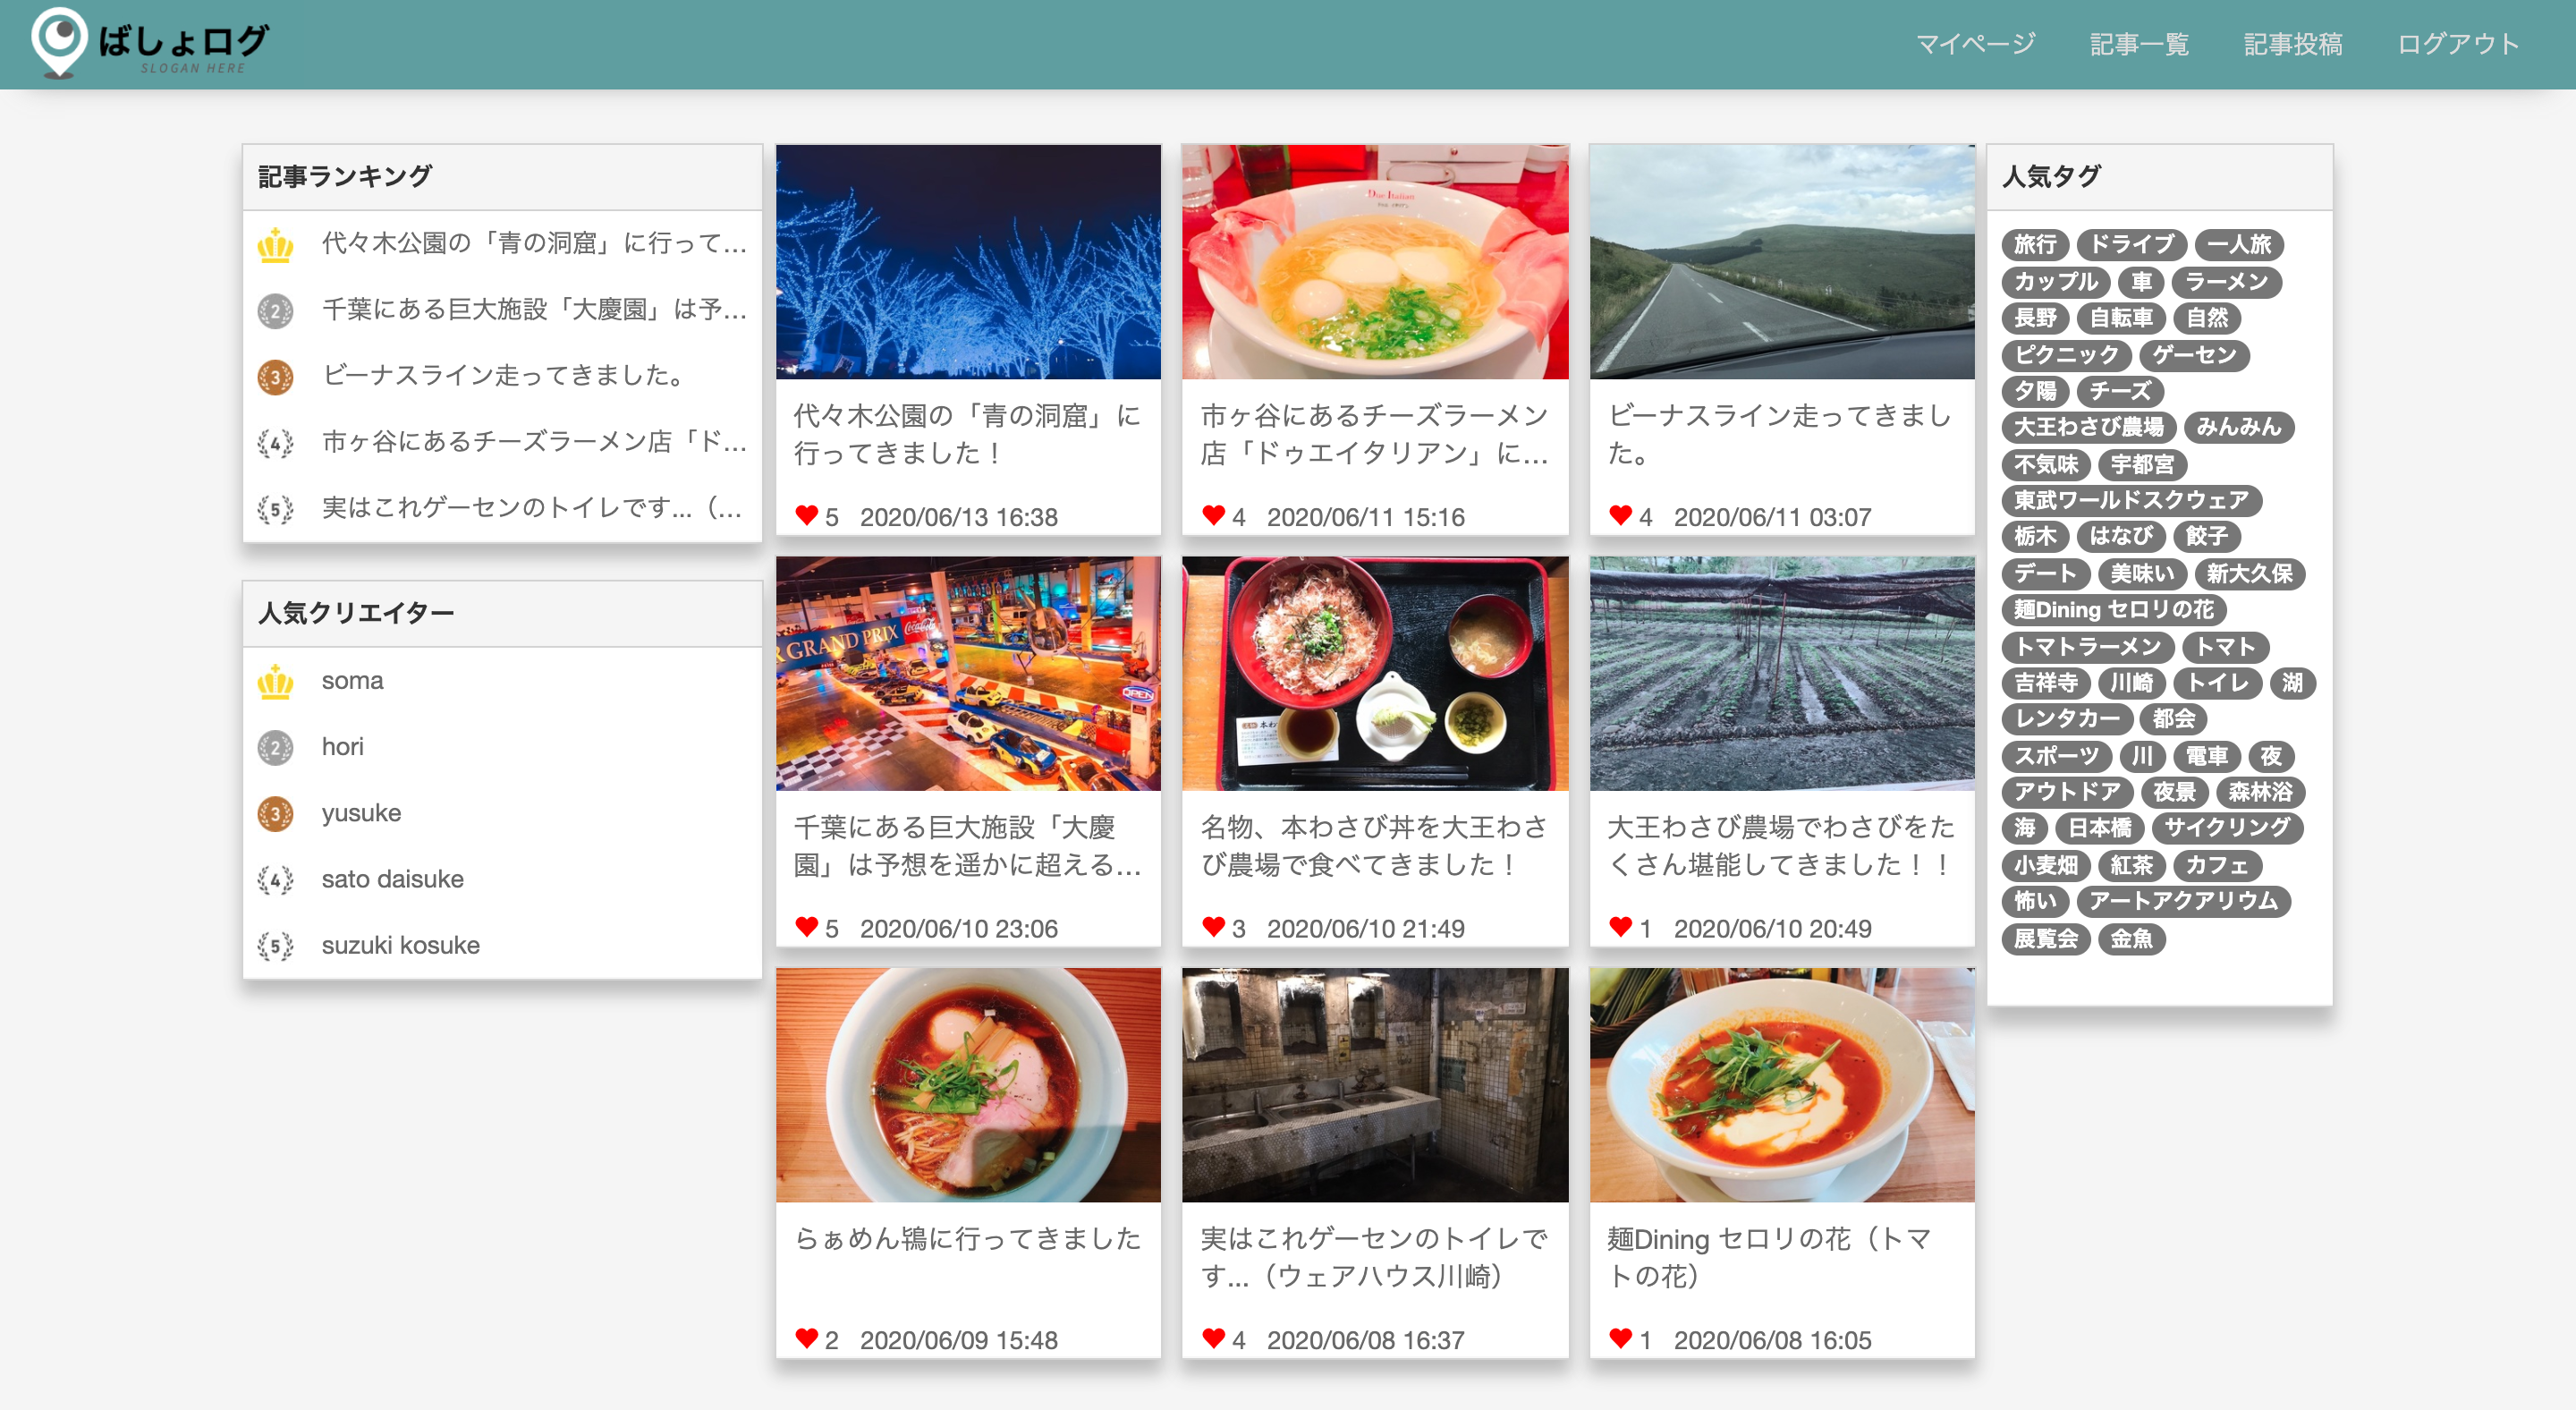 ばしょログ
SLOGAN HERE
マイページ 記事一覧 記事投稿 ログアウト
記事ランキング
代々木公園の「青の洞窟」に行って...
2 千葉にある巨大施設「大慶園」は予...
3 ビーナスライン走ってきました。
4 市ヶ谷にあるチーズラーメン店「ド...
5 実はこれゲーセンのトイレです...（...
人気クリエイター
soma
2 hori
3 yusuke
4 sato daisuke
5 suzuki kosuke
代々木公園の「青の洞窟」に
行ってきました！
5 2020/06/13 16:38
Due Italian
市ヶ谷にあるチーズラーメン
店「ドゥエイタリアン」に...
4 2020/06/11 15:16
ビーナスライン走ってきまし
た。
4 2020/06/11 03:07
R GRAND PRIX Coca-Cola
OPEN
千葉にある巨大施設「大慶
園」は予想を遥かに超える...
5 2020/06/10 23:06
名物、本わさび丼を大王わさ
び農場で食べてきました！
3 2020/06/10 21:49
大王わさび農場でわさびをた
くさん堪能してきました！！
1 2020/06/10 20:49
らぁめん鴇に行ってきました
2 2020/06/09 15:48
実はこれゲーセンのトイレで
す...（ウェアハウス川崎）
4 2020/06/08 16:37
麺Dining セロリの花（トマ
トの花）
1 2020/06/08 16:05
人気タグ
旅行 ドライブ 一人旅
カップル 車 ラーメン
長野 自転車 自然
ピクニック ゲーセン
夕陽 チーズ
大王わさび農場 みんみん
不気味 宇都宮
東武ワールドスクウェア
栃木 はなび 餃子
デート 美味い 新大久保
麺Dining セロリの花
トマトラーメン トマト
吉祥寺 川崎 トイレ 湖
レンタカー 都会
スポーツ 川 電車 夜
アウトドア 夜景 森林浴
海 日本橋 サイクリング
小麦畑 紅茶 カフェ
怖い アートアクアリウム
展覧会 金魚